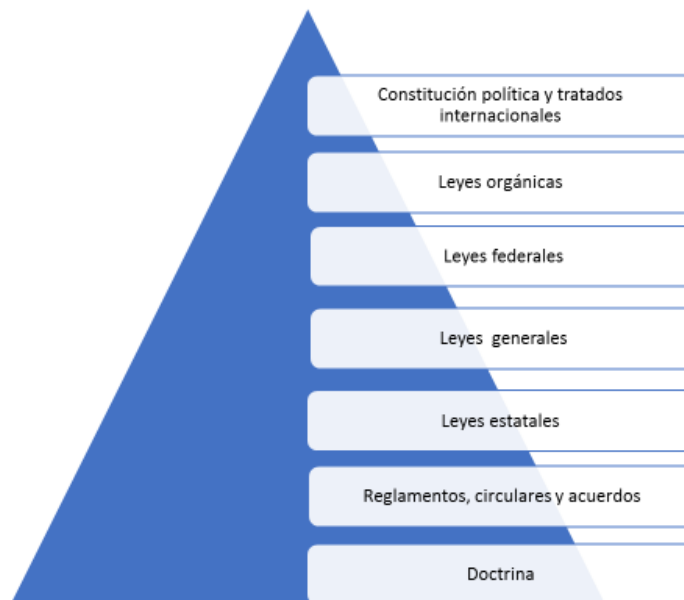 Constitución política y tratados
internacionales
Leyes orgánicas
Leyes federales
Leyes  generales
Leyes estatales
Reglamentos, circulares y acuerdos
Doctrina